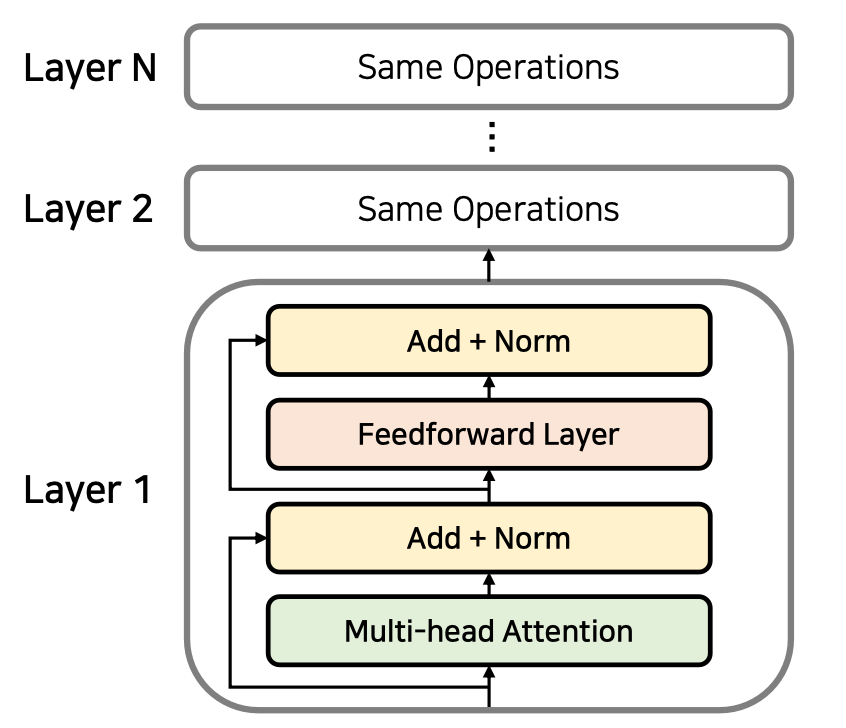 Layer N
Same Operations
Layer 2
Same Operations
Layer 1
Add + Norm
Feedforward Layer
Add + Norm
Multi-head Attention